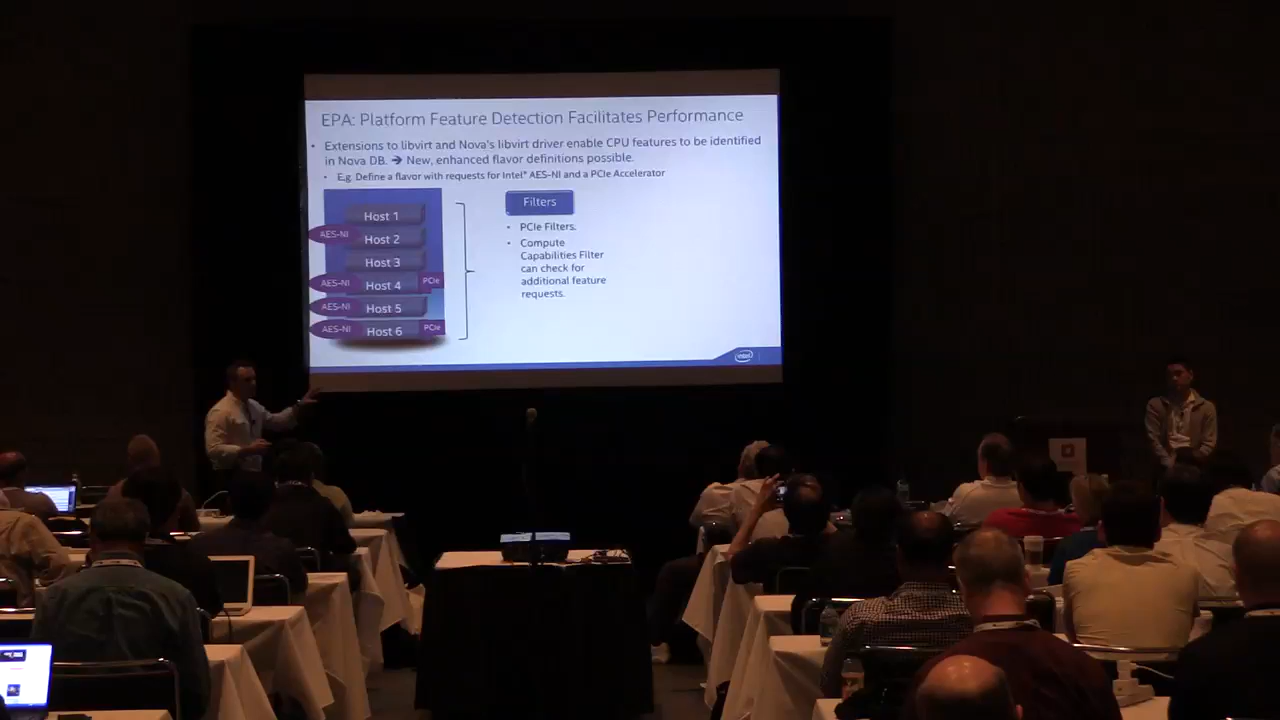 EPA: Platform Feature Detection Facilitates Performance
• Extensions to libvirt and Nova's libvirt driver enable CPU features to be identified
in Nova DB. ➔ New, enhanced flavor definitions possible.
• E.g. Define a flavor with requests for Intel® AES-NI and a PCIe Accelerator
Host 1
AES-NI Host 2
Host 3
AES-NI Host 4 PCIe
AES-NI Host 5
AES-NI Host 6 PCIe
Filters
• PCIe Filters.
• Compute
Capabilities Filter
can check for
additional feature
requests.
intel